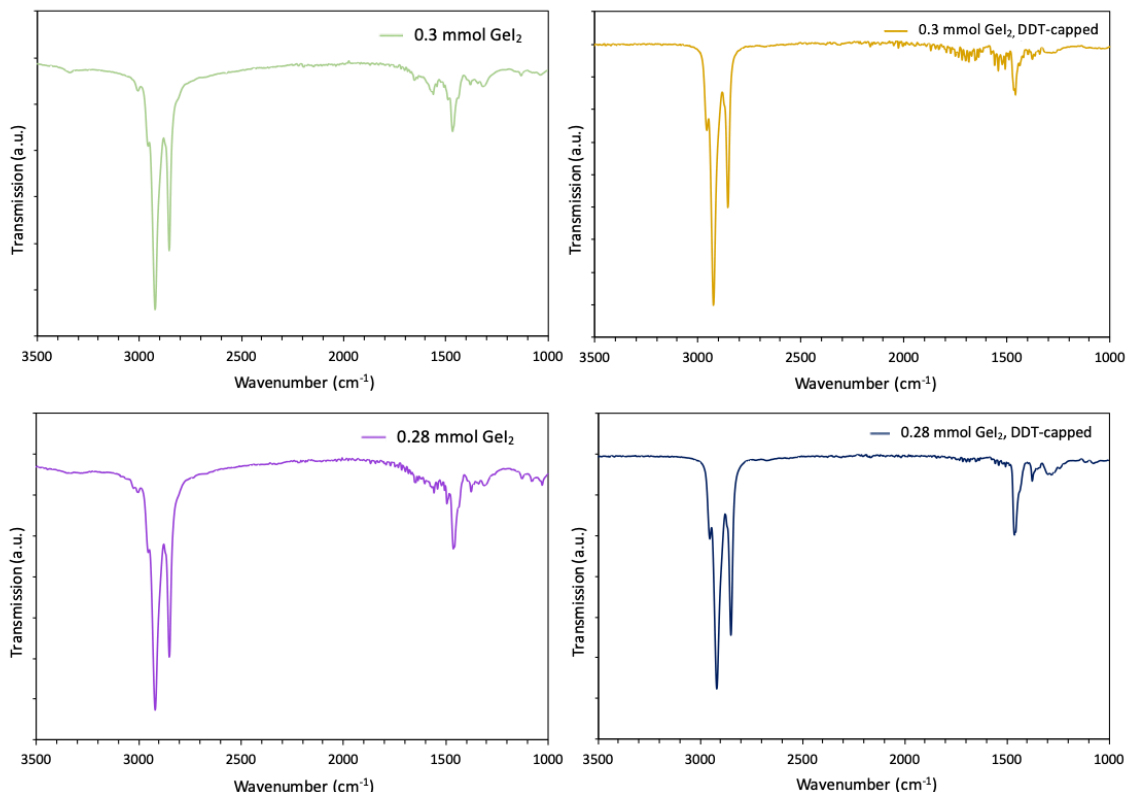 0.3 mmol GeI₂
Transmission (a.u.)
3500 3000 2500 2000 1500 1000
Wavenumber (cm⁻¹)
0.3 mmol GeI₂, DDT-capped
Transmission (a.u.)
3500 3000 2500 2000 1500 1000
Wavenumber (cm⁻¹)
0.28 mmol GeI₂
Transmission (a.u.)
3500 3000 2500 2000 1500 1000
Wavenumber (cm⁻¹)
0.28 mmol GeI₂, DDT-capped
Transmission (a.u.)
3500 3000 2500 2000 1500 1000
Wavenumber (cm⁻¹)